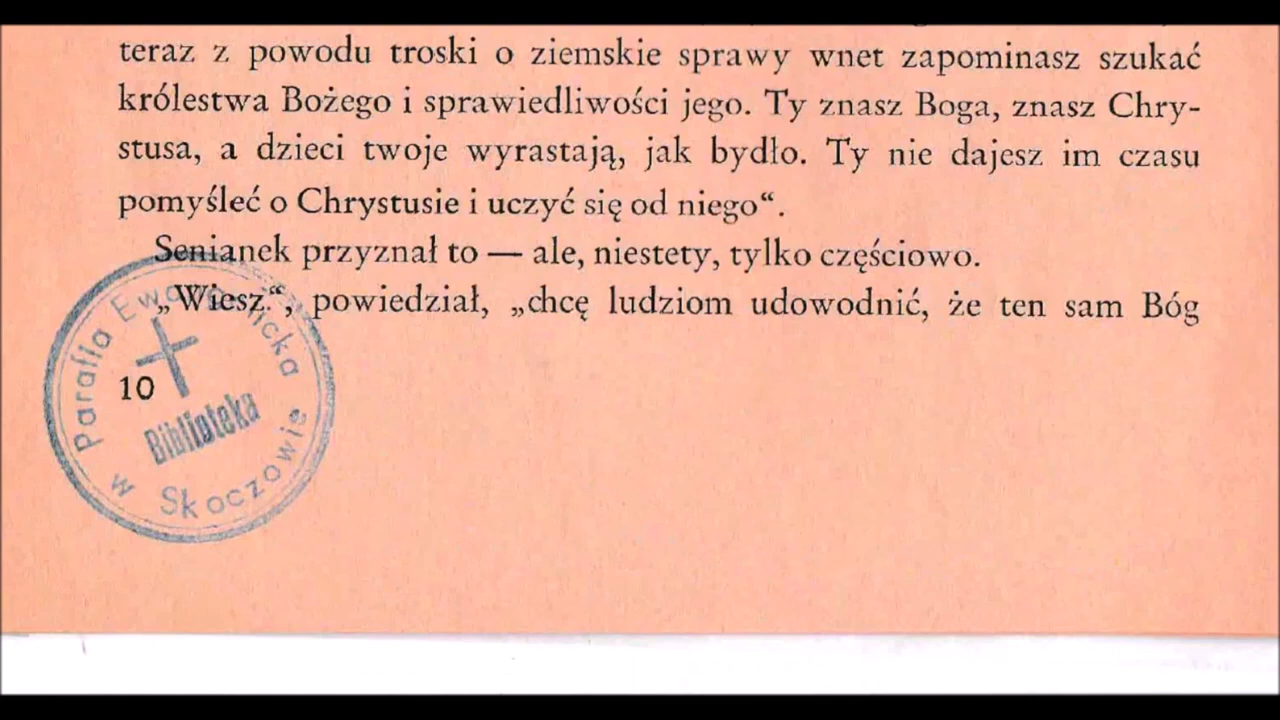 teraz z powodu troski o ziemskie sprawy wnet zapominasz szukać
królestwa Bożego i sprawiedliwości jego. Ty znasz Boga, znasz Chry-
stusa, a dzieci twoje wyrastają, jak bydło. Ty nie dajesz im czasu
pomyśleć o Chrystusie i uczyć się od niego“.
Senianek przyznał to — ale, niestety, tylko częściowo.
„Wiesz“, powiedział, „chcę ludziom udowodnić, że ten sam Bóg
10
Parafia Ewangelicka
Biblioteka
w Skoczowie